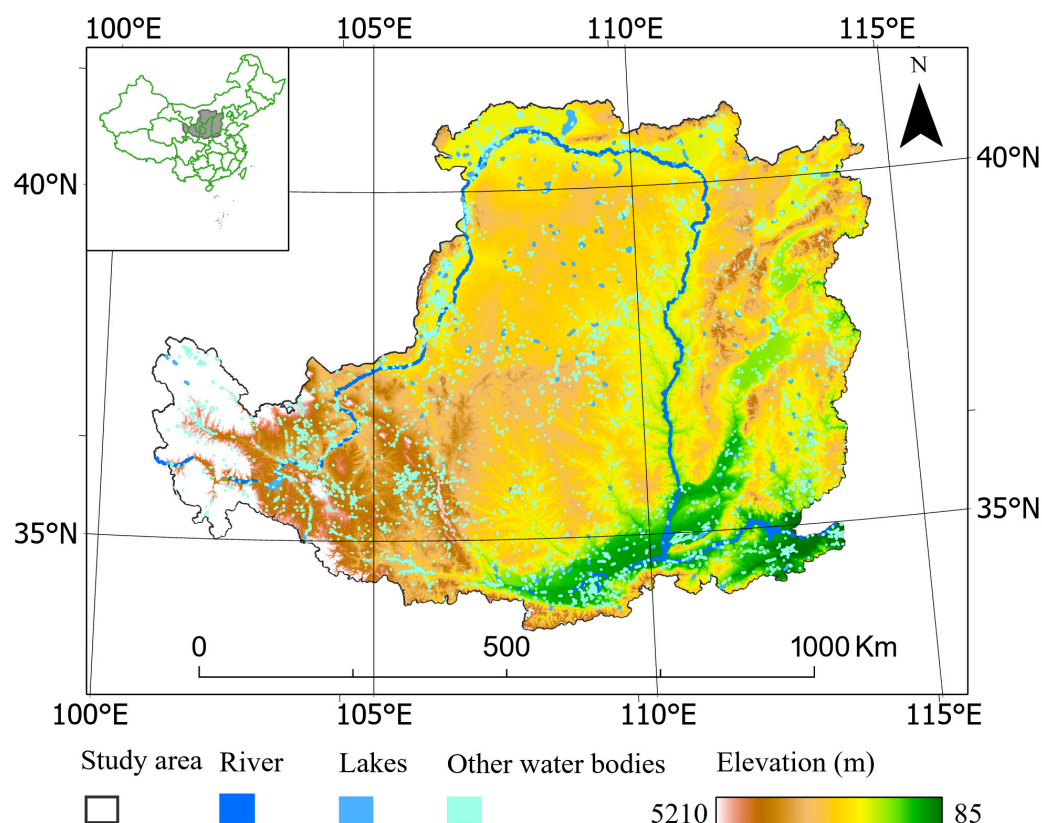 100°E 105°E 110°E 115°E
N
40°N 40°N
35°N 35°N
0 500 1000 Km
100°E 105°E 110°E 115°E
Study area River Lakes Other water bodies Elevation (m)
5210 85